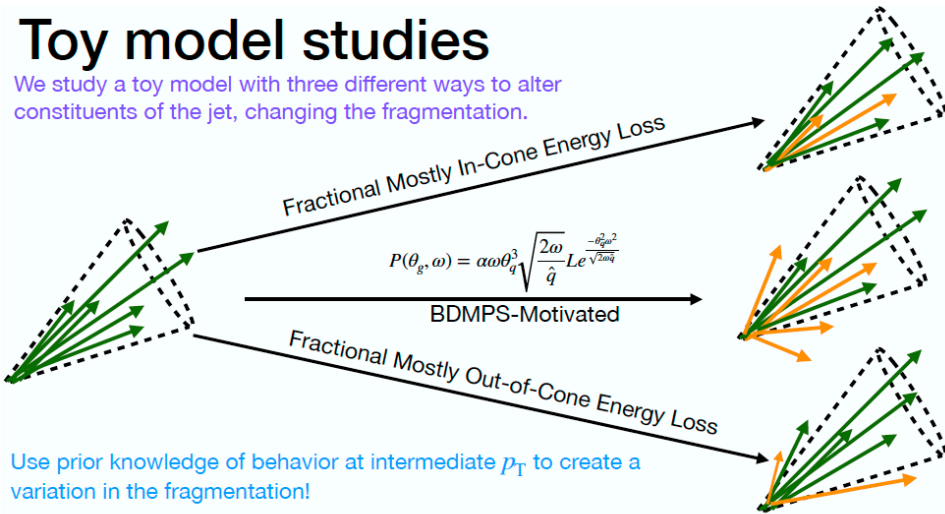 Toy model studies
We study a toy model with three different ways to alter
constituents of the jet, changing the fragmentation.
Fractional Mostly In-Cone Energy Loss
P(θ_g, ω) = αωθ_q^3 √(2ω/q̂) L e^{−θ_q^2 ω^2 / √(2ωq̂)}
BDMPS-Motivated
Fractional Mostly Out-of-Cone Energy Loss
Use prior knowledge of behavior at intermediate p_T to create a
variation in the fragmentation!